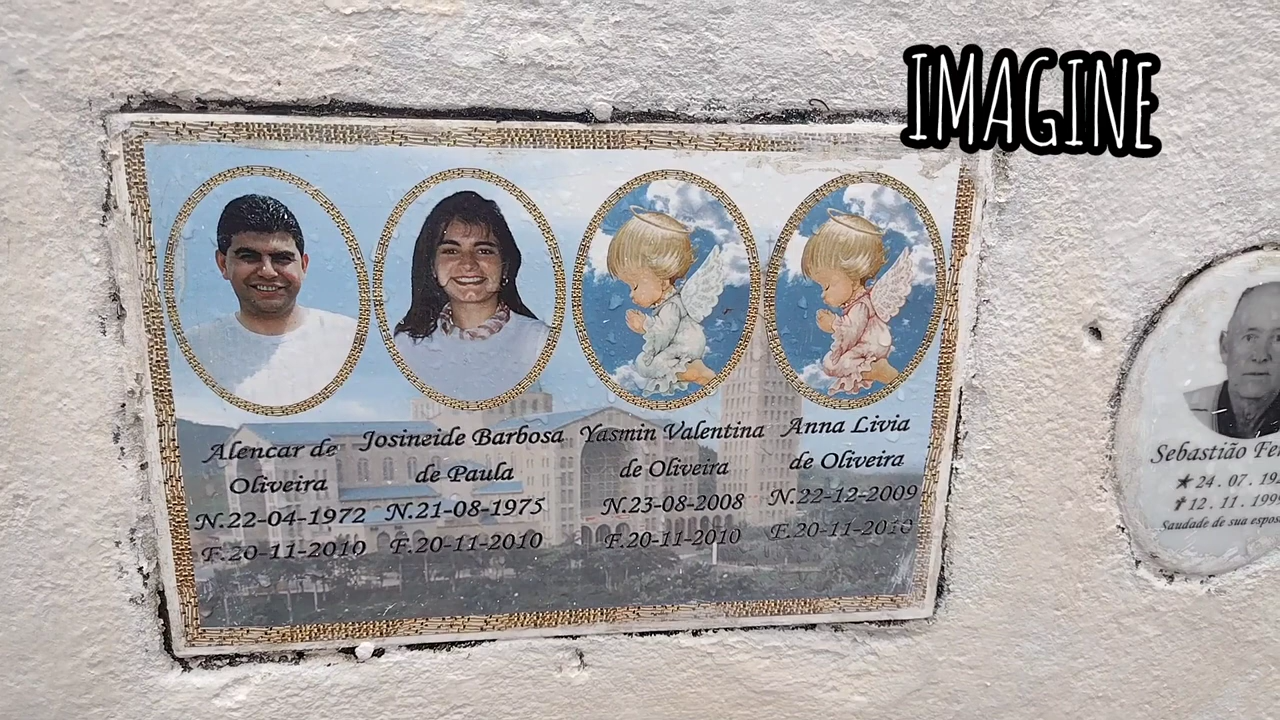 IMAGINE
Alencar de
Oliveira
N.22-04-1972
F.20-11-2010
Josineide Barbosa
de Paula
N.21-08-1975
F.20-11-2010
Yasmin Valentina
de Oliveira
N.23-08-2008
F.20-11-2010
Anna Livia
de Oliveira
N.22-12-2009
F.20-11-2010
Sebastião
★ 24.07.19
✝ 12.11.199
Saudade de sua